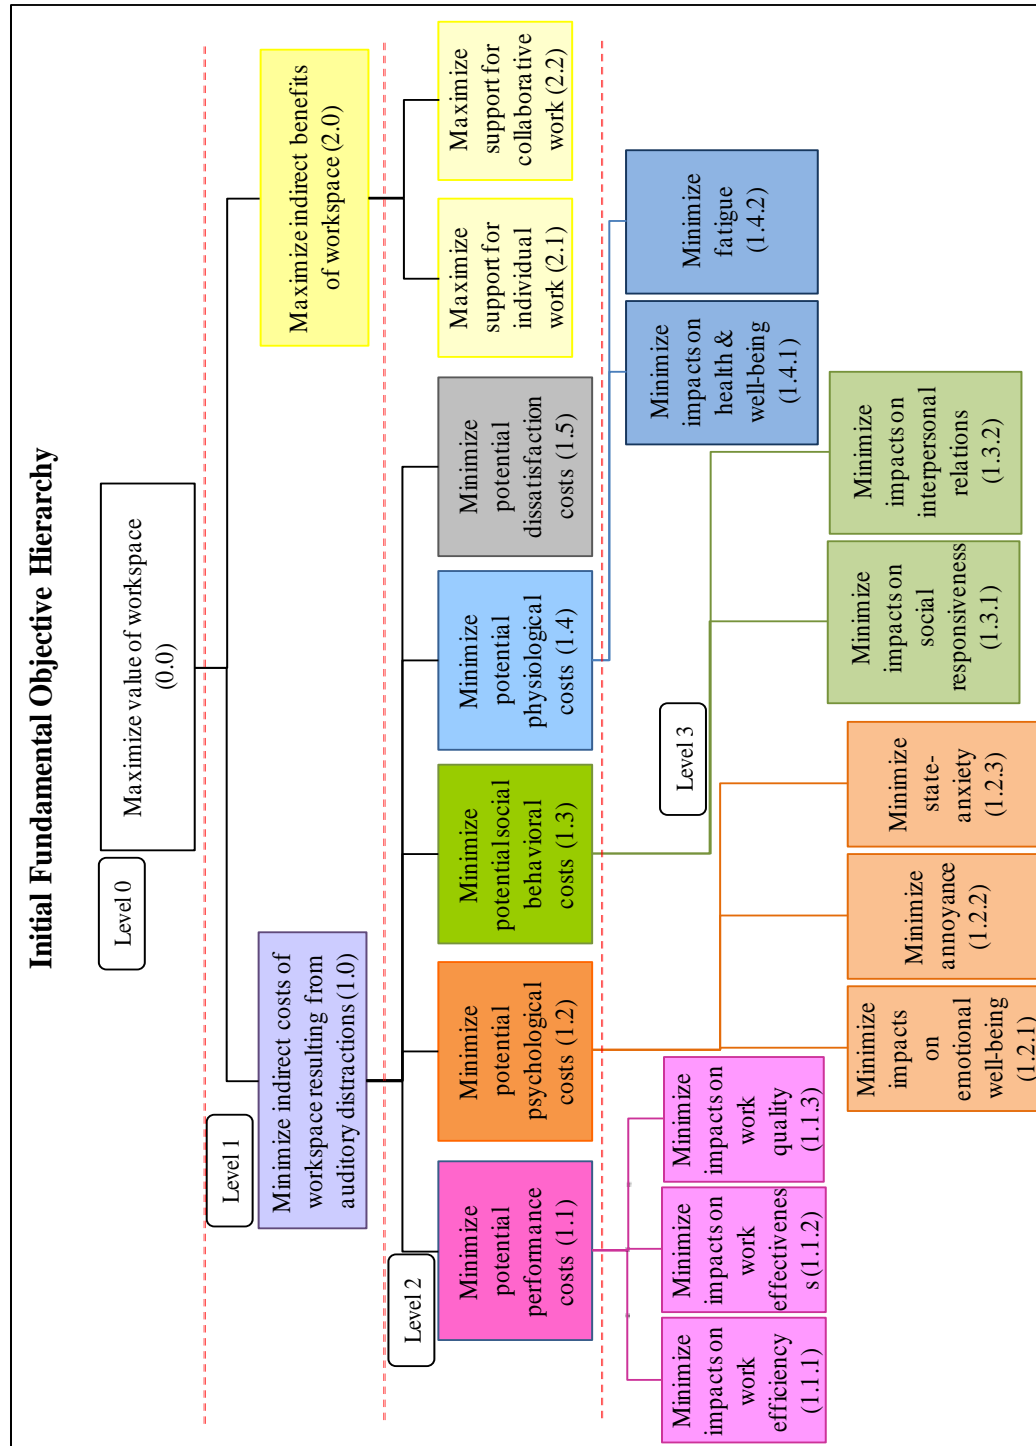 Initial Fundamental Objective Hierarchy
Level 0
Maximize value of workspace
(0.0)
Level 1
Minimize indirect costs of
workspace resulting from
auditory distractions (1.0)
Maximize indirect benefits
of workspace (2.0)
Level 2
Minimize
potential
performance
costs (1.1)
Minimize
potential
psychological
costs (1.2)
Minimize
potential social
behavioral
costs (1.3)
Minimize
potential
physiological
costs (1.4)
Minimize
potential
dissatisfaction
costs (1.5)
Maximize
support for
individual
work (2.1)
Maximize
support for
collaborative
work (2.2)
Level 3
Minimize
impacts on
work
efficiency
(1.1.1)
Minimize
impacts on
work
effectivenes
s (1.1.2)
Minimize
impacts on
work
quality
(1.1.3)
Minimize
impacts
on
emotional
well-being
(1.2.1)
Minimize
annoyance
(1.2.2)
Minimize
state-
anxiety
(1.2.3)
Minimize
impacts on
social
responsiveness
(1.3.1)
Minimize
impacts on
interpersonal
relations
(1.3.2)
Minimize
impacts on
health &
well-being
(1.4.1)
Minimize
fatigue
(1.4.2)